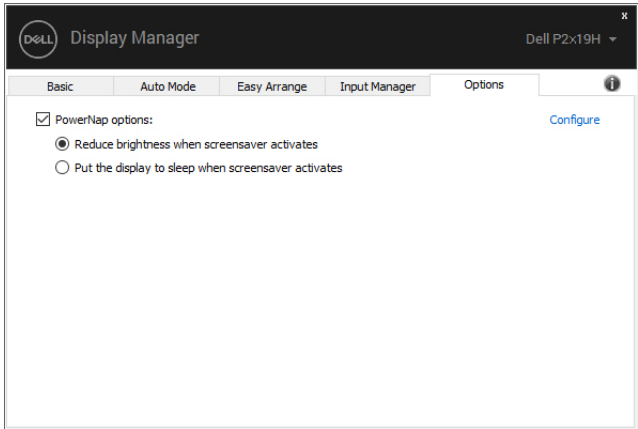 DELL Display Manager Dell P2x19H
x
Basic Auto Mode Easy Arrange Input Manager Options i
PowerNap options: Configure
Reduce brightness when screensaver activates
Put the display to sleep when screensaver activates